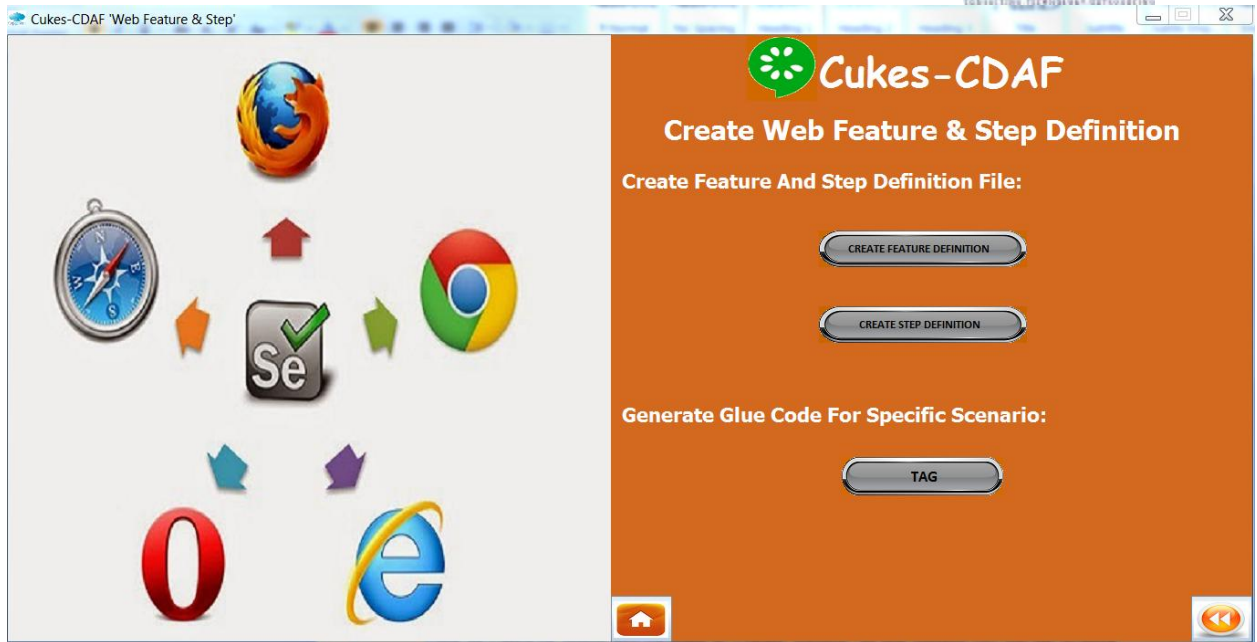 Cukes-CDAF 'Web Feature & Step'
Cukes-CDAF
Create Web Feature & Step Definition
Create Feature And Step Definition File:
CREATE FEATURE DEFINITION
CREATE STEP DEFINITION
Generate Glue Code For Specific Scenario:
TAG
N
E
S
W
Se